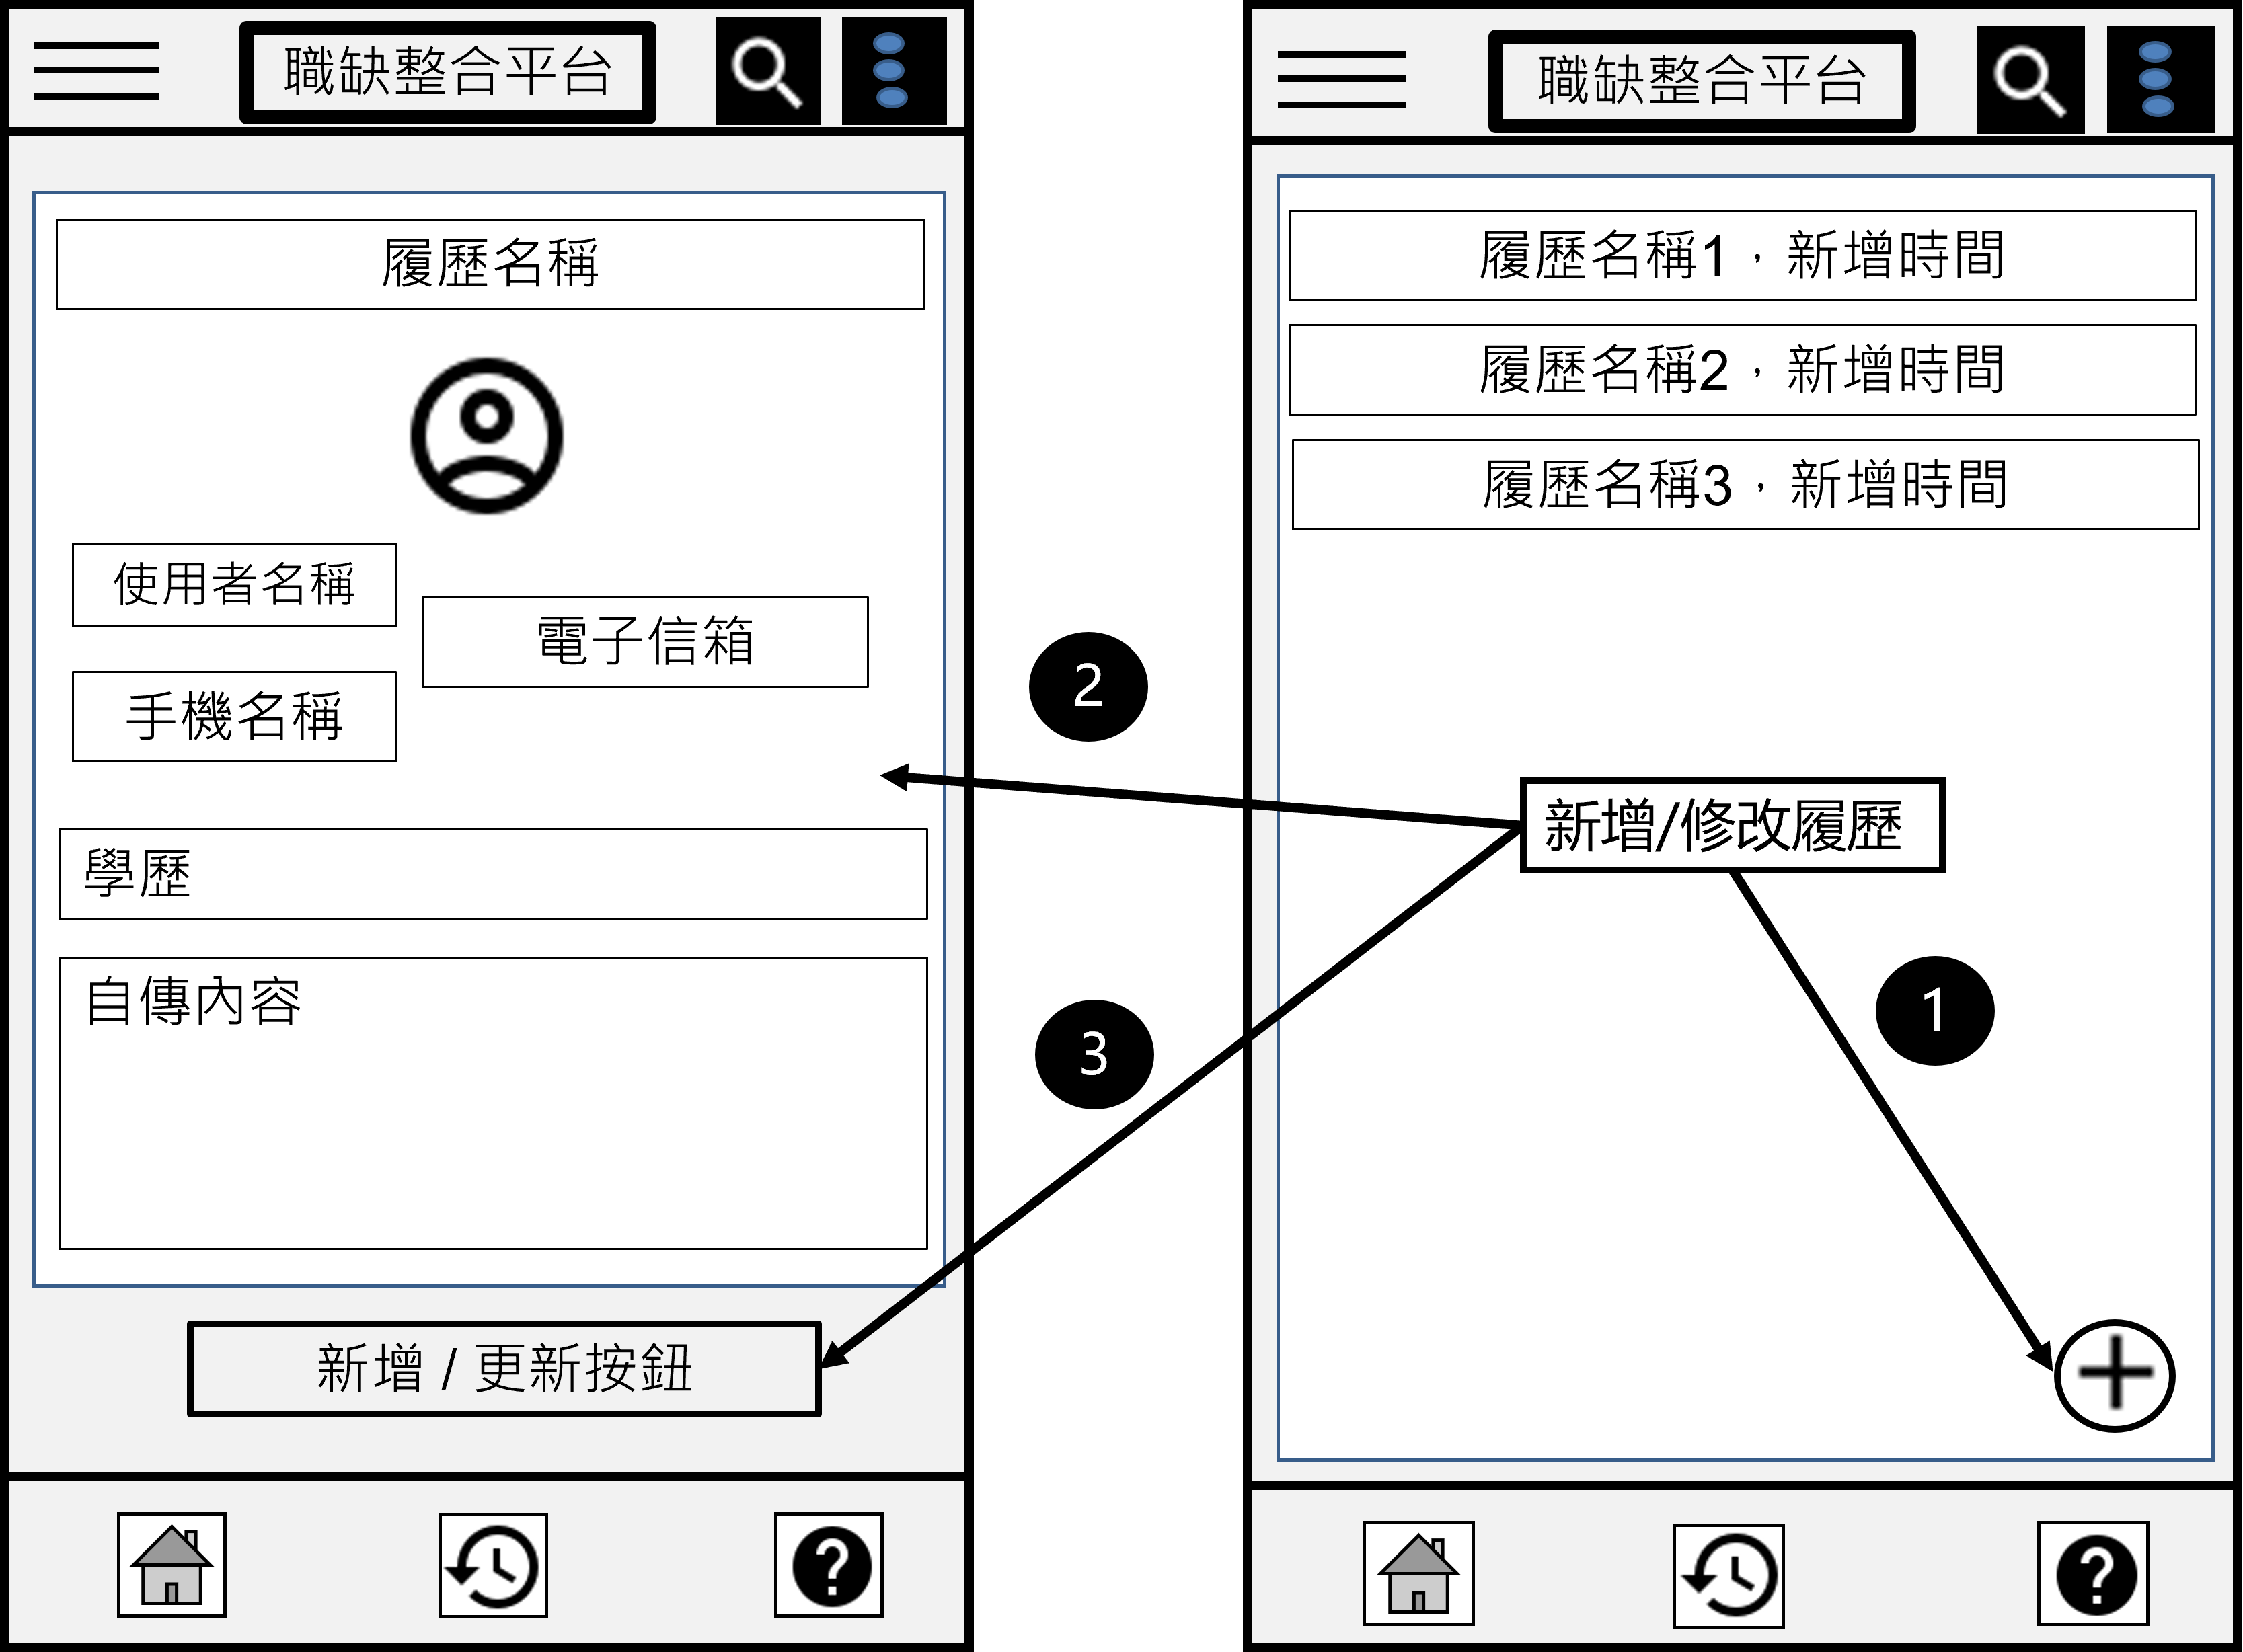 職缺整合平台
履歷名稱
使用者名稱
電子信箱
手機名稱
學歷
自傳內容
新增 / 更新按鈕
?
2
3
職缺整合平台
履歷名稱1，新增時間
履歷名稱2，新增時間
履歷名稱3，新增時間
新增/修改履歷
1
?